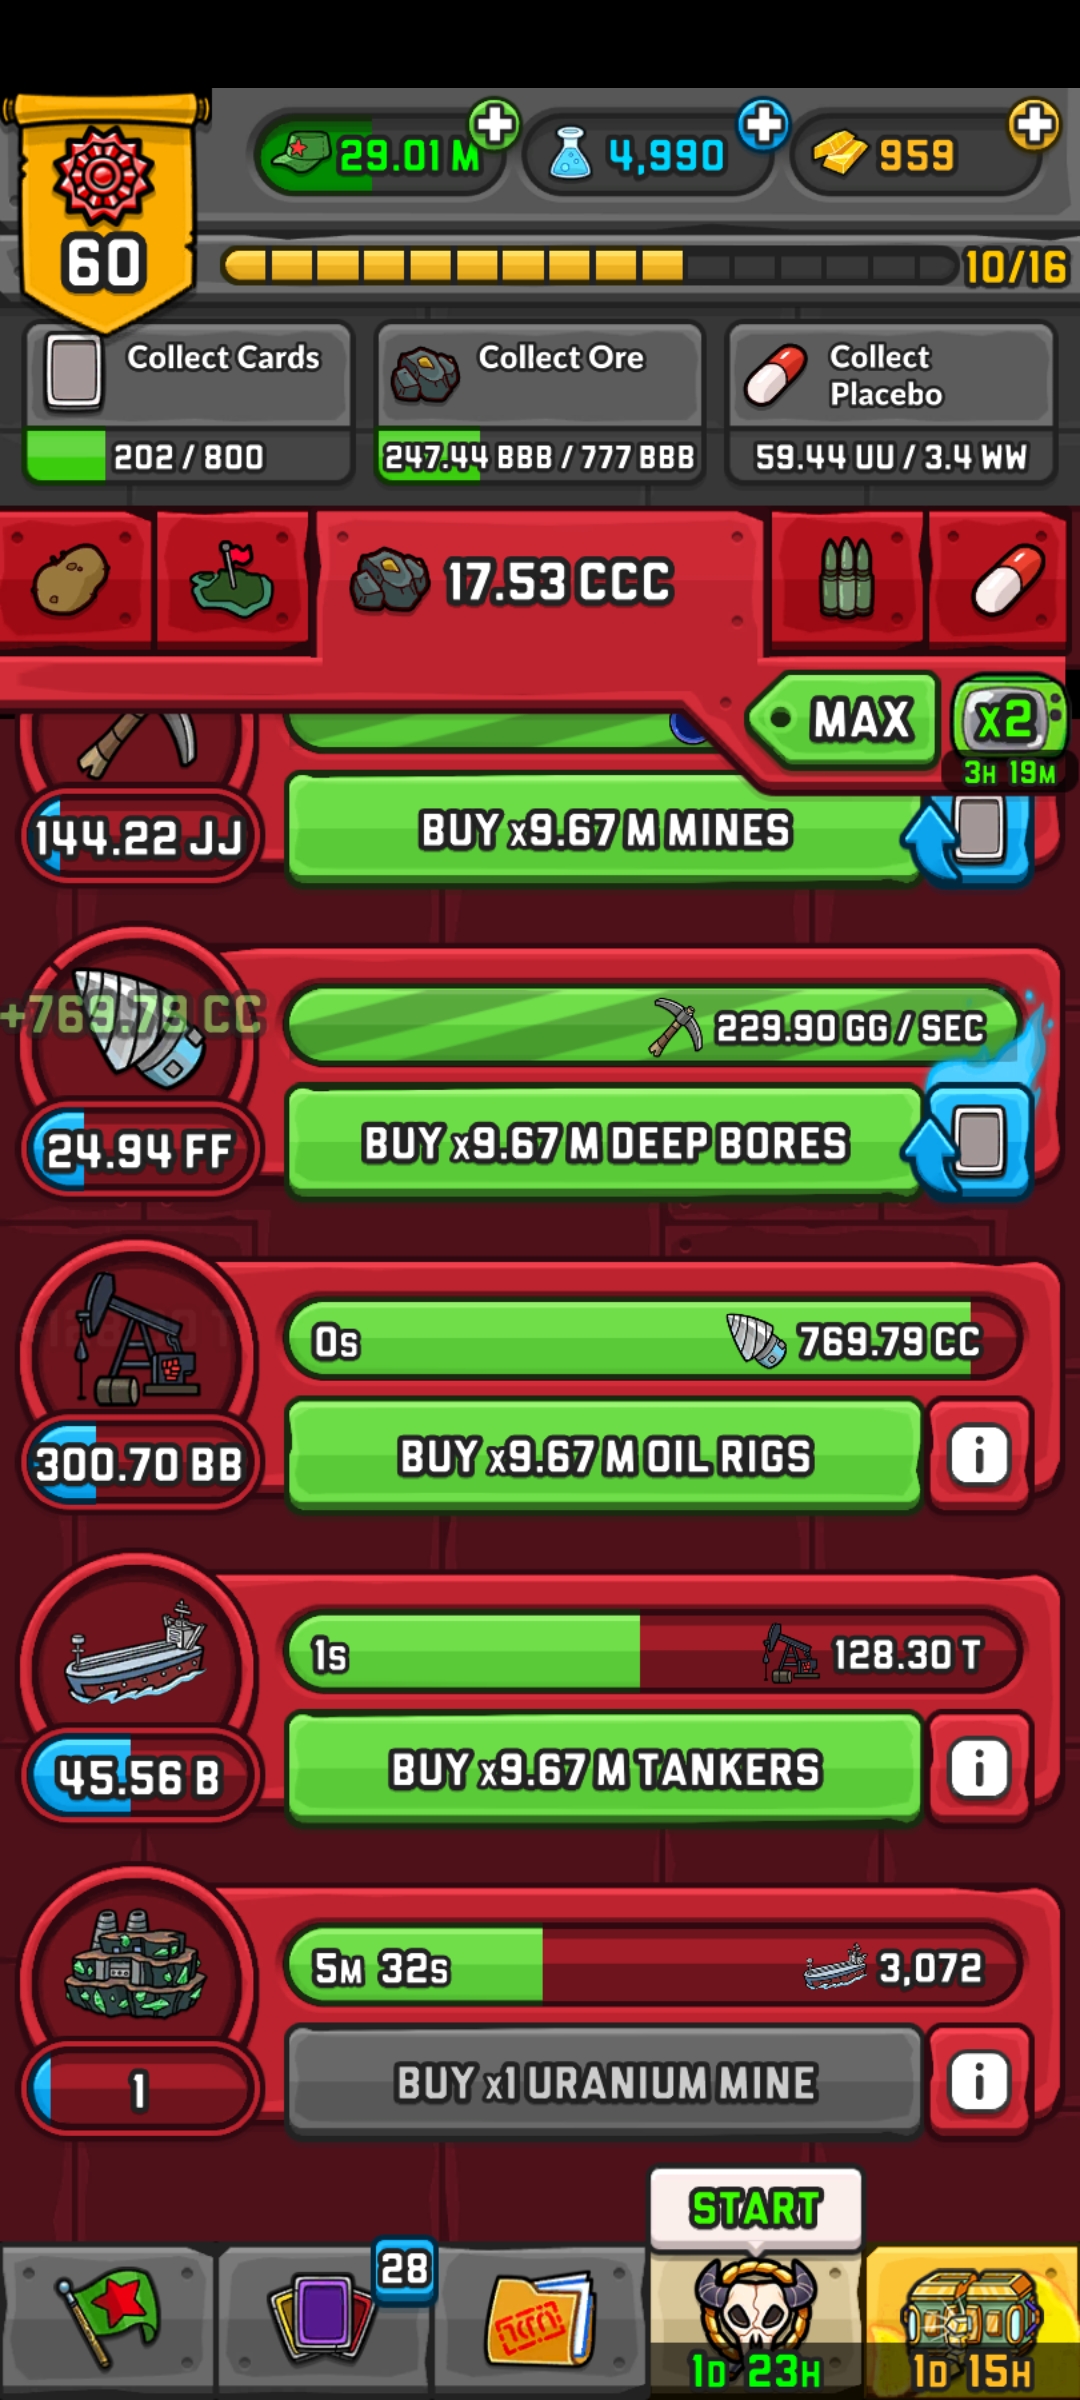 29.01 M
4,990
959
60
10/16
Collect Cards
202 / 800
Collect Ore
247.44 BBB / 777 BBB
Collect
Placebo
59.44 UU / 3.4 WW
17.53 CCC
MAX
x2
3H 19M
144.22 JJ
BUY x9.67 M MINES
+769.79 CC
229.90 GG / SEC
24.94 FF
BUY x9.67 M DEEP BORES
0s
769.79 CC
300.70 BB
BUY x9.67 M OIL RIGS
i
1s
128.30 T
45.56 B
BUY x9.67 M TANKERS
i
5M 32s
3,072
1
BUY x1 URANIUM MINE
i
START
28
1D 23H
1D 15H